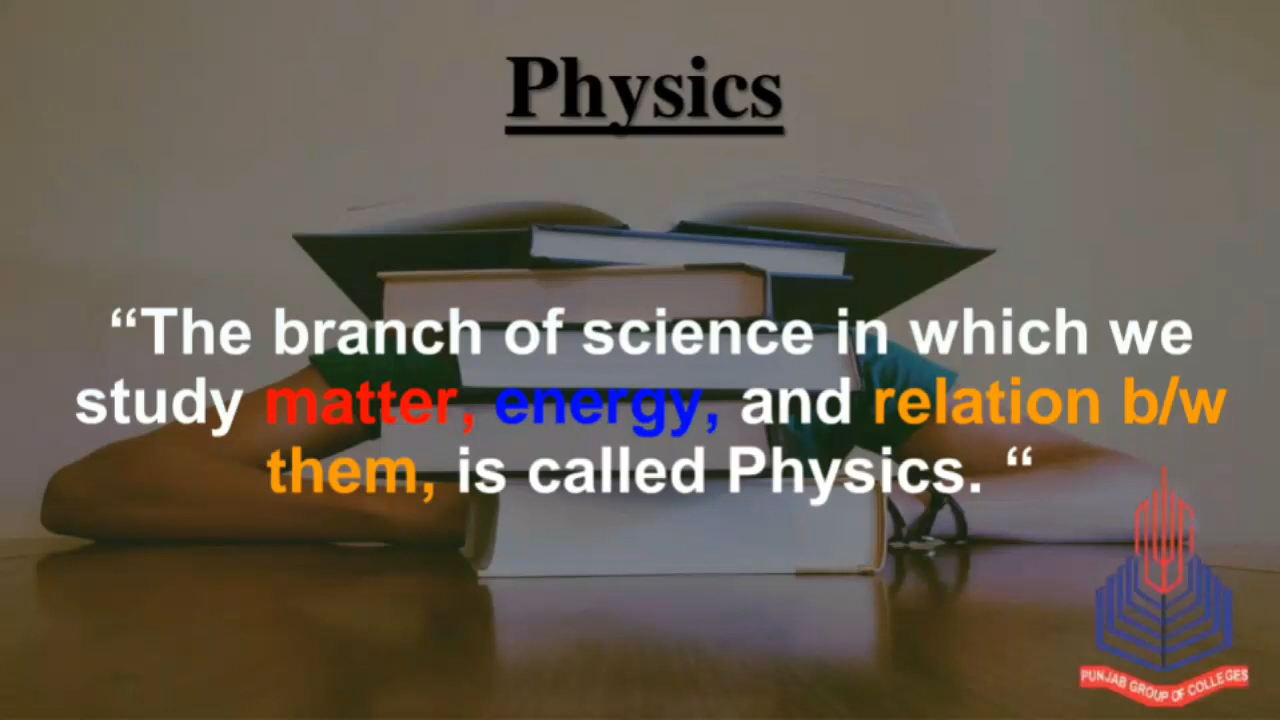 Physics
“The branch of science in which we
study matter, energy, and relation b/w
them, is called Physics. “
PUNJAB GROUP OF COLLEGES